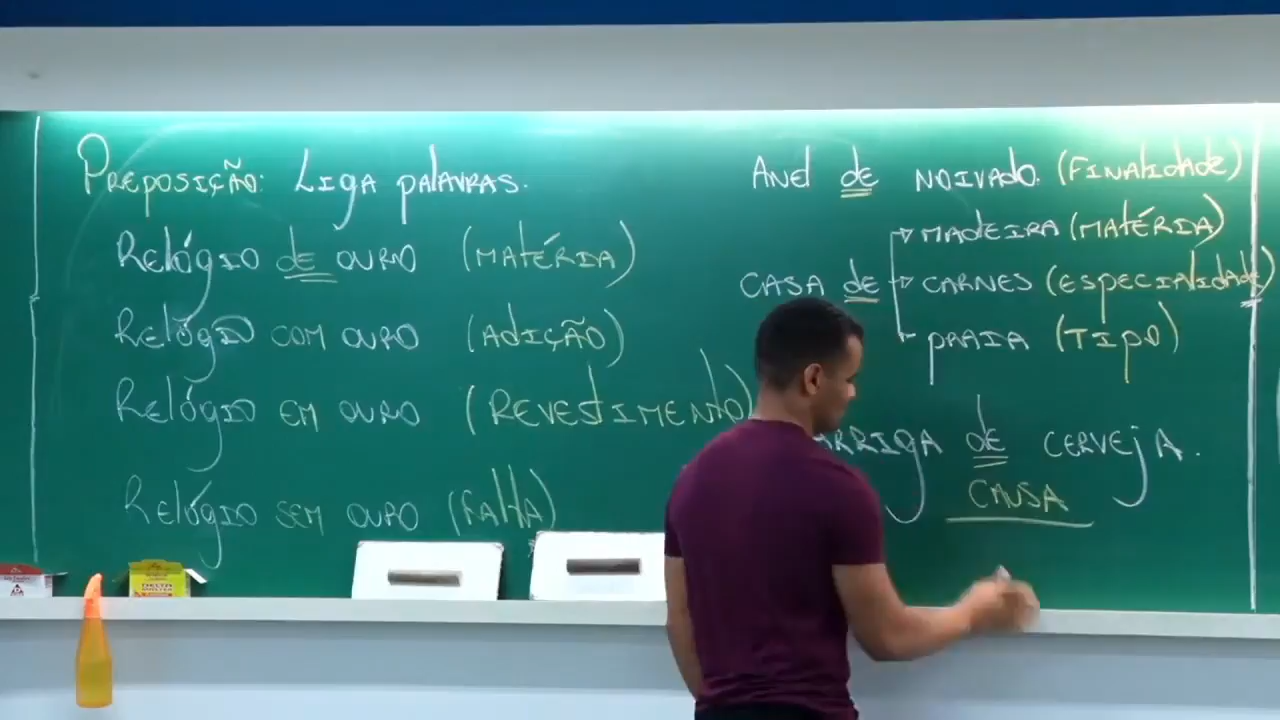 Preposição: Liga palavras.
Relógio de ouro (matéria)
Relógio com ouro (adição)
Relógio em ouro (revestimento)
Relógio sem ouro (falha)
Anel de noivado. (finalidade)
madeira (matéria)
casa de carnes (especialidade)
praia (tipo)
de cerveja.
causa